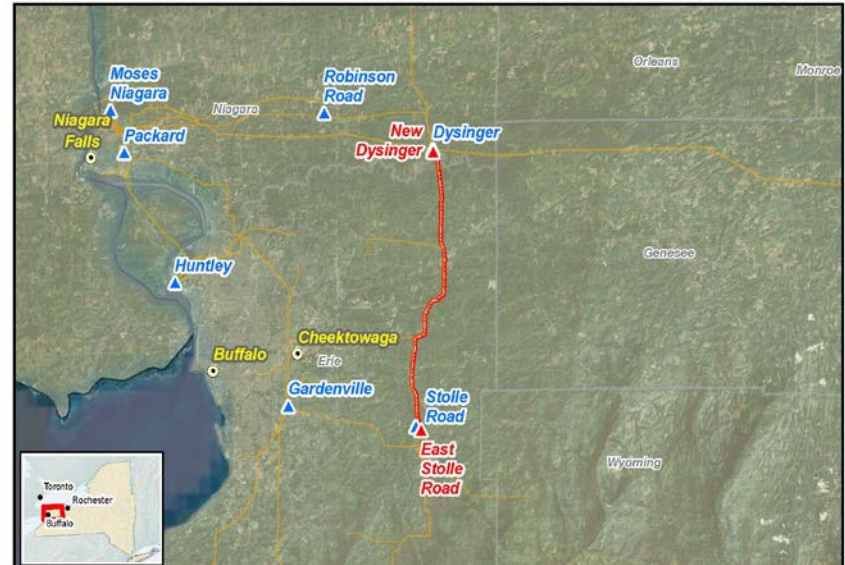 Orleans
Monroe
Moses
Niagara
Robinson
Road
Niagara
Niagara
Falls
Packard
New
Dysinger
Dysinger
Genesee
Huntley
Cheektowaga
Erie
Buffalo
Gardenville
Stolle
Road
East
Stolle
Road
Wyoming
Toronto
Rochester
Buffalo